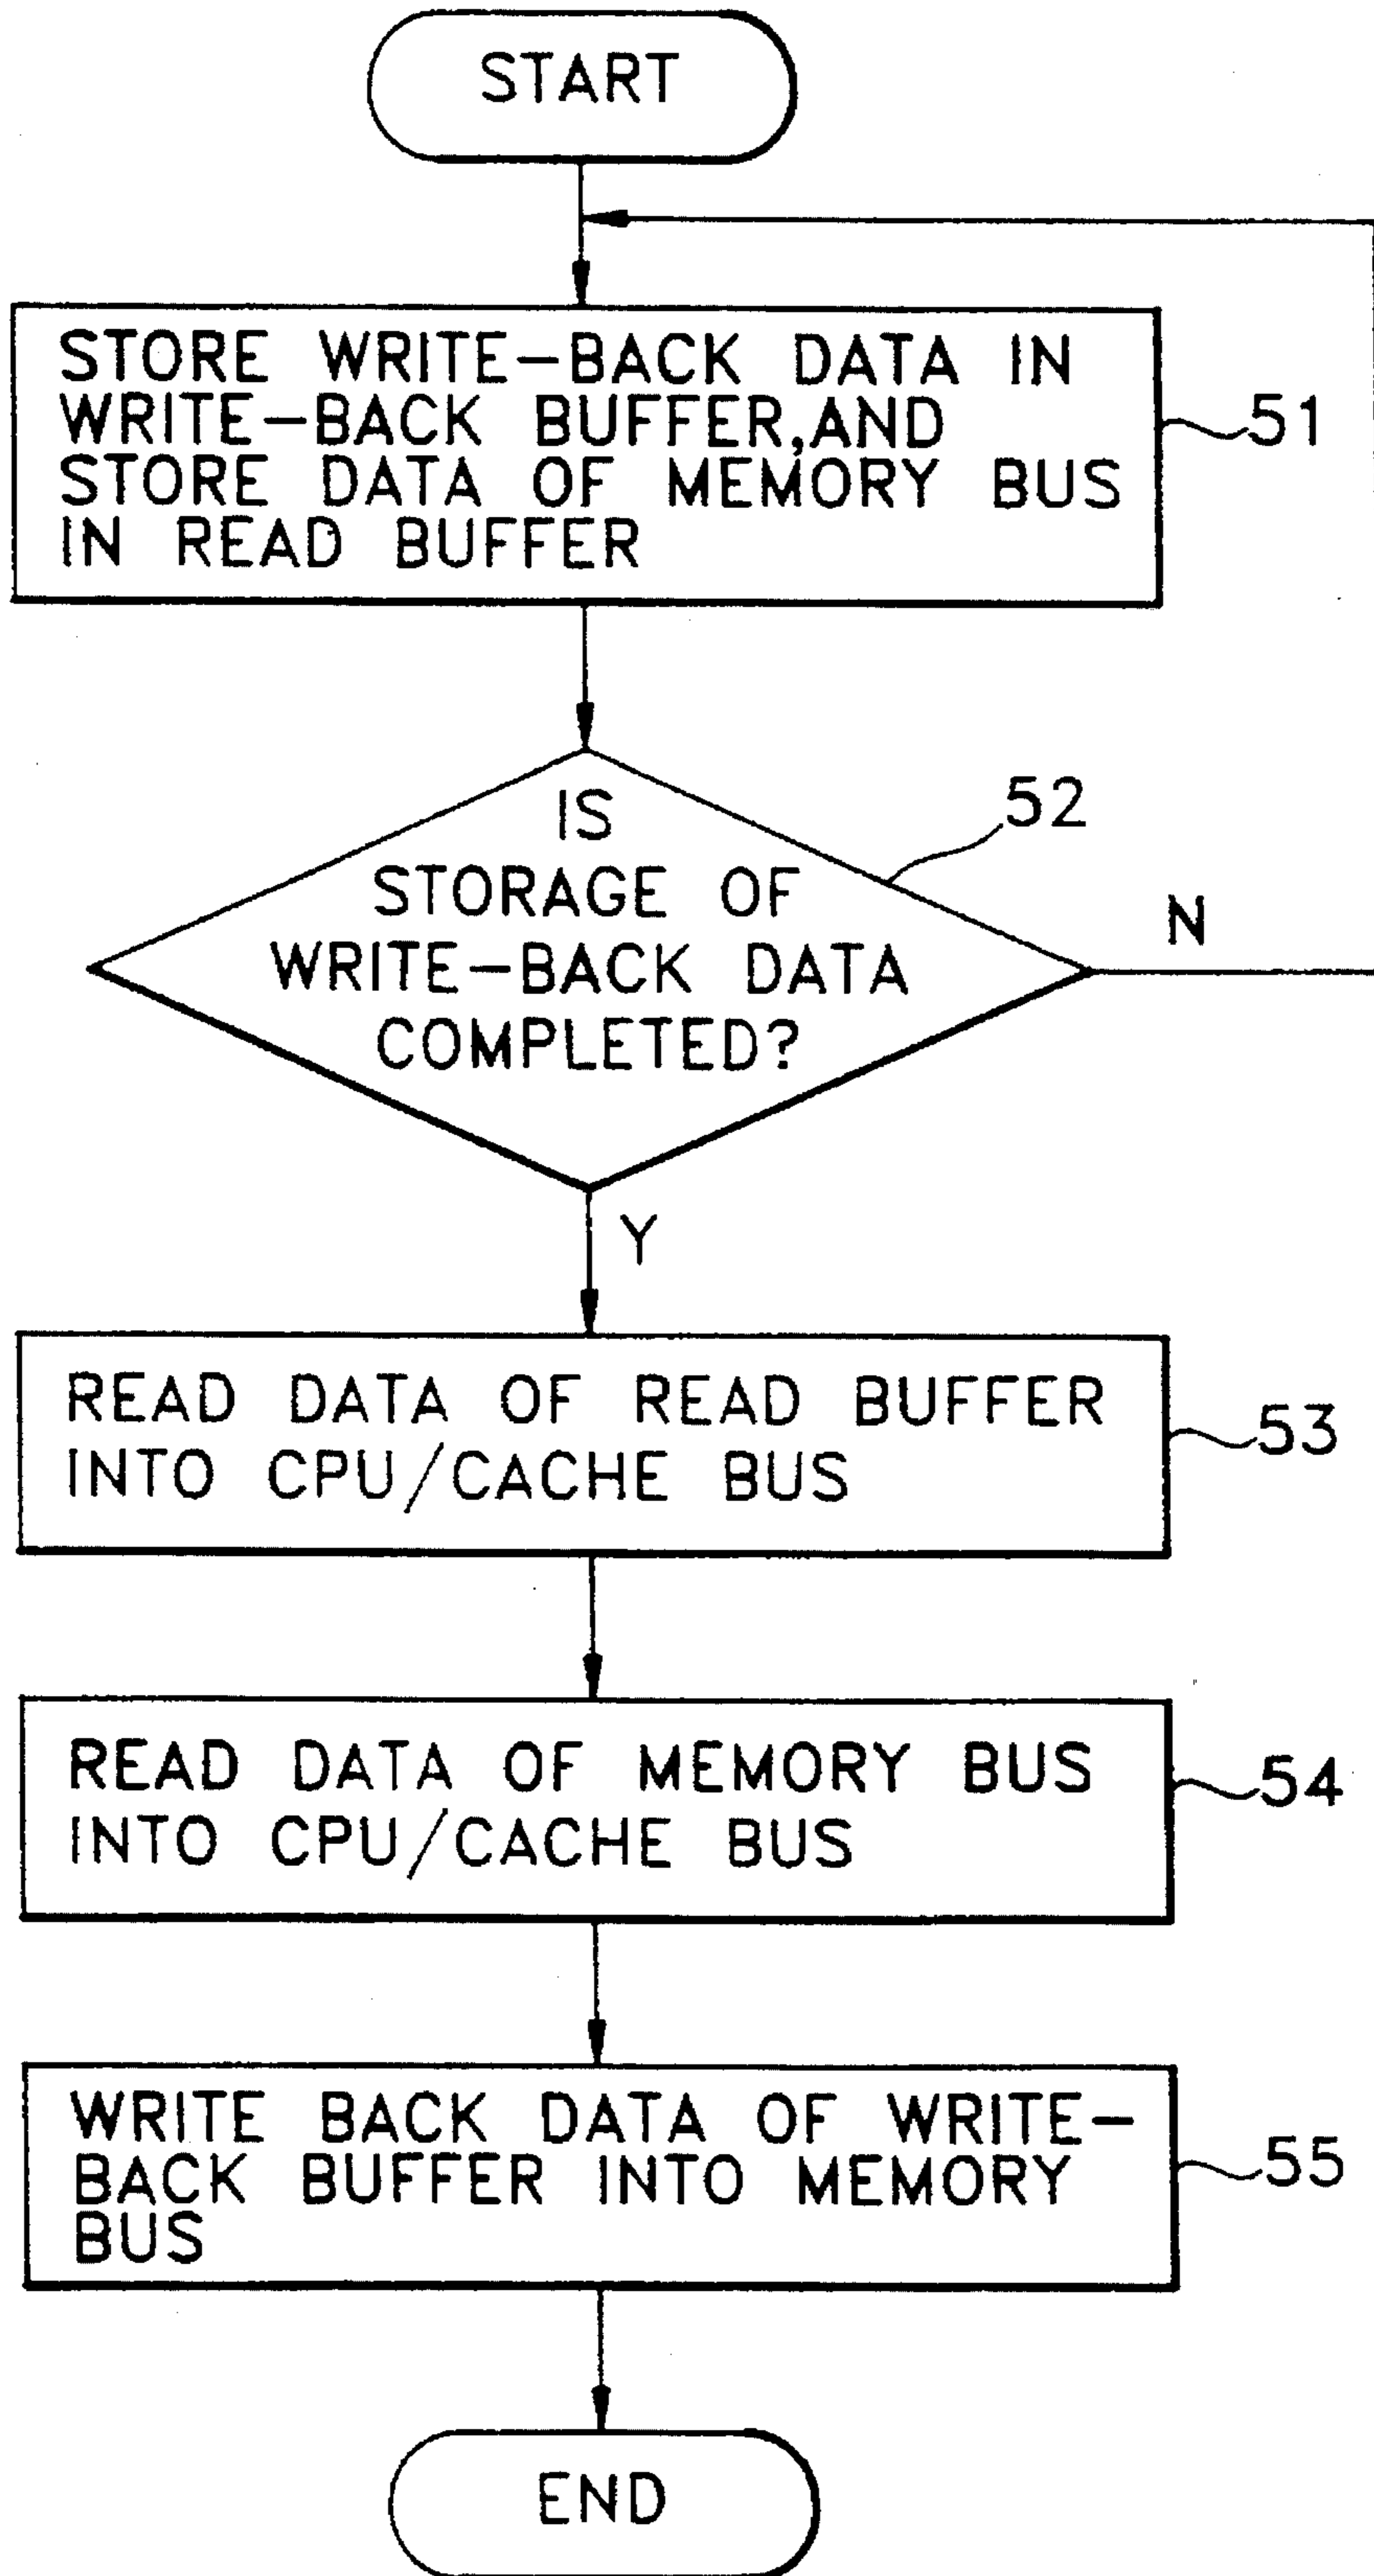 START
STORE WRITE-BACK DATA IN
WRITE-BACK BUFFER,AND
STORE DATA OF MEMORY BUS
IN READ BUFFER
51
IS
STORAGE OF
WRITE-BACK DATA
COMPLETED?
52
N
Y
READ DATA OF READ BUFFER
INTO CPU/CACHE BUS
53
READ DATA OF MEMORY BUS
INTO CPU/CACHE BUS
54
WRITE BACK DATA OF WRITE-
BACK BUFFER INTO MEMORY
BUS
55
END